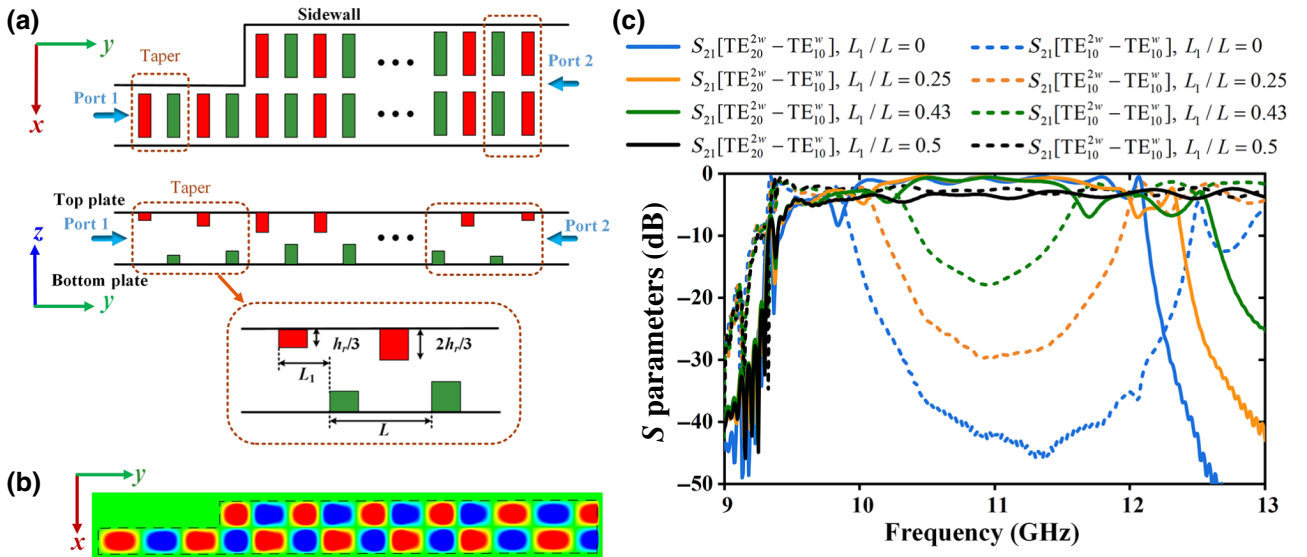 (a)
Sidewall
y
x
Taper
Port 1
Port 2
Taper
Top plate
Port 1
Port 2
z
Bottom plate
y
h_r/3
2h_r/3
L_1
L
(b)
y
x
(c)
S_21[TE_20^2w − TE_10^w], L_1 / L = 0
S_21[TE_10^2w − TE_10^w], L_1 / L = 0
S_21[TE_20^2w − TE_10^w], L_1 / L = 0.25
S_21[TE_10^2w − TE_10^w], L_1 / L = 0.25
S_21[TE_20^2w − TE_10^w], L_1 / L = 0.43
S_21[TE_10^2w − TE_10^w], L_1 / L = 0.43
S_21[TE_20^2w − TE_10^w], L_1 / L = 0.5
S_21[TE_10^2w − TE_10^w], L_1 / L = 0.5
S parameters (dB)
0
−10
−20
−30
−40
−50
9 10 11 12 13
Frequency (GHz)